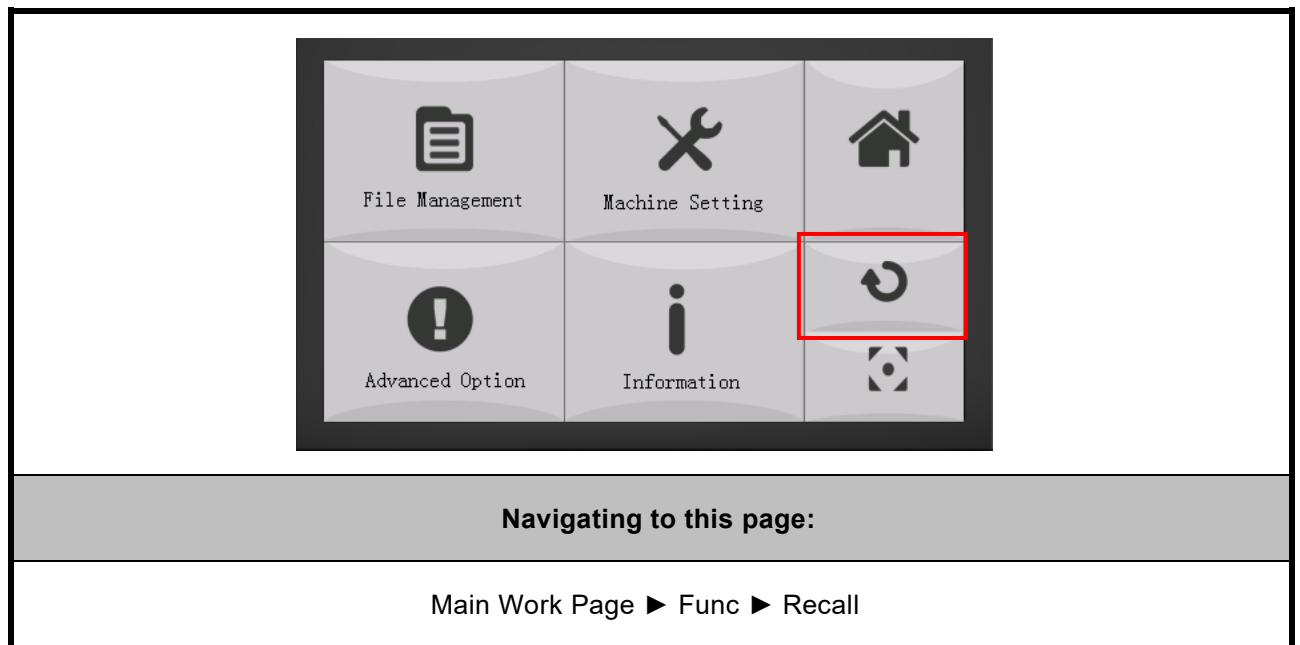 File Management
Machine Setting
Advanced Option
Information
Navigating to this page:
Main Work Page ► Func ► Recall